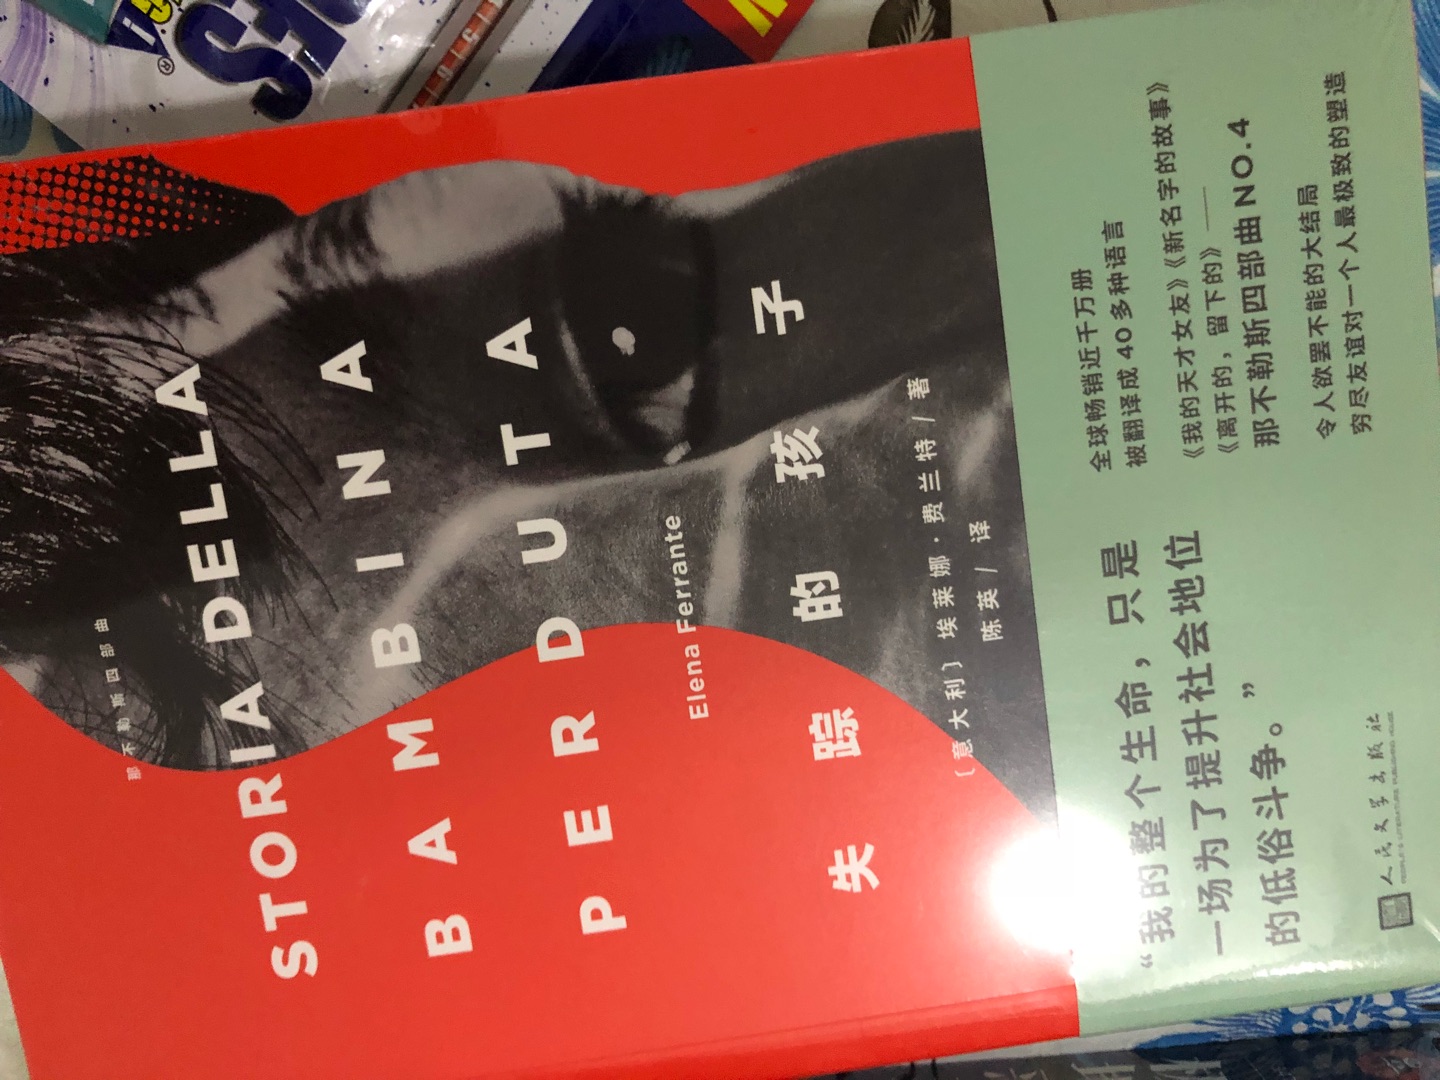 那不勒斯四部曲
STORIA DELLA
BAMBINA
PERDUTA
Elena Ferrante
失踪的孩子
〔意大利〕埃莱娜·费兰特/著
陈英/译
“我的整个生命，只是
一场为了提升社会地位
的低俗斗争。”
全球畅销近千万册
被翻译成40多种语言
《我的天才女友》《新名字的故事》
《离开的，留下的》——
那不勒斯四部曲NO.4
令人欲罢不能的大结局
穷尽友谊对一个人最极致的塑造
人民文学出版社
PEOPLE'S LITERATURE PUBLISHING HOUSE